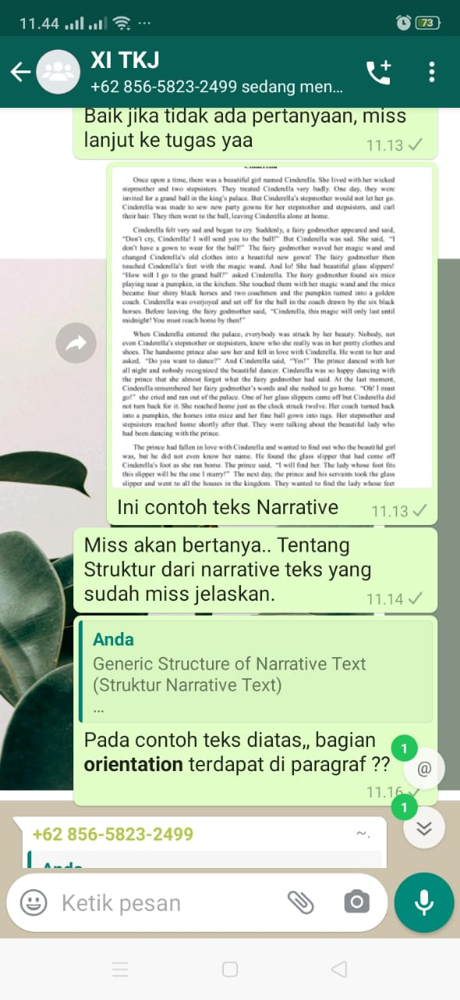 11.44
73
XI TKJ
+62 856-5823-2499 sedang men...
Baik jika tidak ada pertanyaan, miss
lanjut ke tugas yaa
11.13
Once upon a time, there was a beautiful girl named Cinderella. She lived with her wicked
stepmother and two stepsisters. They treated Cinderella very badly. One day, they were
invited for a grand ball in the king's palace. But Cinderella's stepmother would not let her go.
Cinderella was made to sew new party gowns for her stepmother and stepsisters, and curl
their hair. They then went to the ball, leaving Cinderella alone at home.
Cinderella felt very sad and began to cry. Suddenly, a fairy godmother appeared and said,
"Don't cry, Cinderella! I will send you to the ball!" But Cinderella was sad. She said, "I
don't have a gown to wear for the ball!" The fairy godmother waved her magic wand and
changed Cinderella's old clothes into a beautiful new gown! The fairy godmother then
touched Cinderella's feet with the magic wand. And lo! She had beautiful glass slippers!
"How will I go to the grand ball?" asked Cinderella. The fairy godmother found six mice
playing near a pumpkin, in the kitchen. She touched them with her magic wand and the mice
became four shiny black horses and two coachmen and the pumpkin turned into a golden
coach. Cinderella was overjoyed and set off for the ball in the coach drawn by the six black
horses. Before leaving, the fairy godmother said, "Cinderella, this magic will only last until
midnight! You must reach home by then!"
When Cinderella entered the palace, everybody was struck by her beauty. Nobody, not
even Cinderella's stepmother or stepsisters, knew who she really was in her pretty clothes and
shoes. The handsome prince also saw her and fell in love with Cinderella. He went to her and
asked, "Do you want to dance?" And Cinderella said, "Yes!" The prince danced with her
all night and nobody recognized the beautiful dancer. Cinderella was so happy dancing with
the prince that she almost forgot what the fairy godmother had said. At the last moment,
Cinderella remembered her fairy godmother's words and she rushed to go home. "Oh! I must
go!" she cried and ran out of the palace. One of her glass slippers came off but Cinderella did
not turn back for it. She reached home just as the clock struck twelve. Her coach turned back
into a pumpkin, the horses into mice and her fine ball gown into rags. Her stepmother and
stepsisters reached home shortly after that. They were talking about the beautiful lady who
had been dancing with the prince.
The prince had fallen in love with Cinderella and wanted to find out who the beautiful girl
was, but he did not even know her name. He found the glass slipper that had come off
Cinderella's foot as she ran home. The prince said, "I will find her. The lady whose foot fits
this slipper will be the one I marry!" The next day, the prince and his servants took the glass
slipper and went to all the houses in the kingdom. They wanted to find the lady whose feet
Ini contoh teks Narrative
11.13
Miss akan bertanya.. Tentang
Struktur dari narrative teks yang
sudah miss jelaskan.
11.14
Anda
Generic Structure of Narrative Text
(Struktur Narrative Text)
...
Pada contoh teks diatas,, bagian
orientation terdapat di paragraf ??
11.16
1
@
1
+62 856-5823-2499
~.
Anda
Ketik pesan